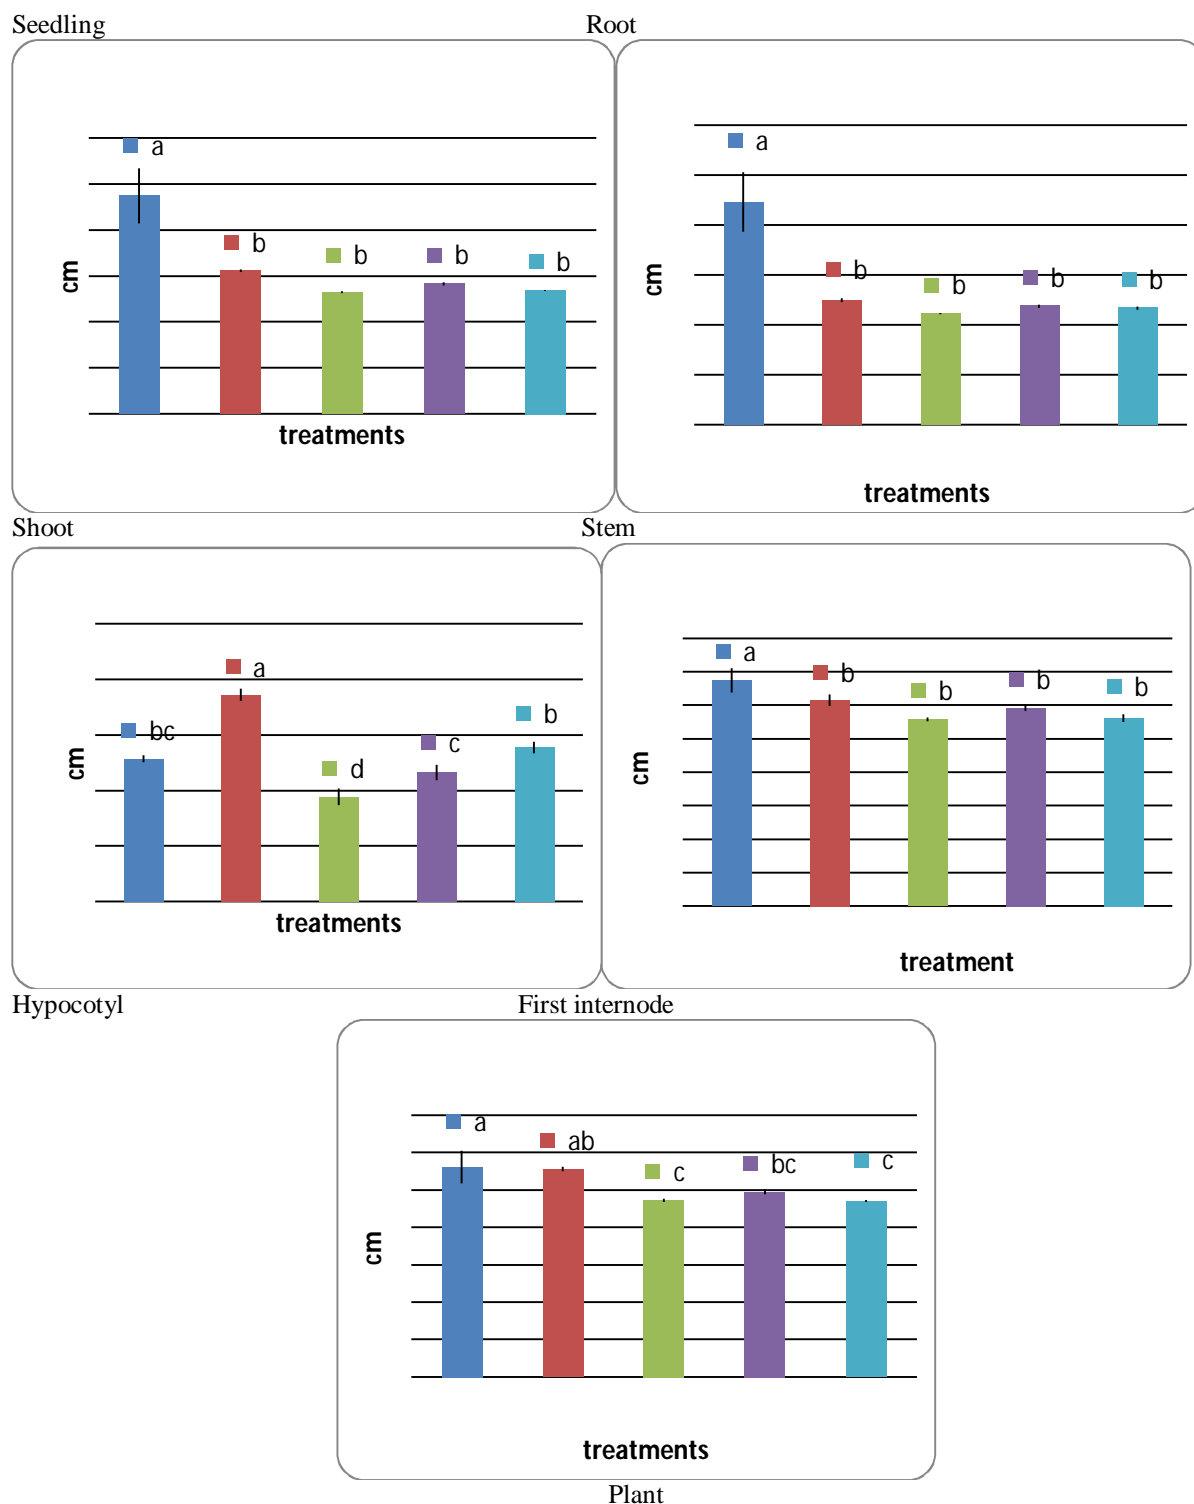 Seedling
Root
a
b
b
b
b
cm
treatments
a
b
b
b
b
cm
treatments
Shoot
Stem
bc
a
d
c
b
cm
treatments
a
b
b
b
b
cm
treatment
Hypocotyl
First internode
a
ab
c
bc
c
cm
treatments
Plant